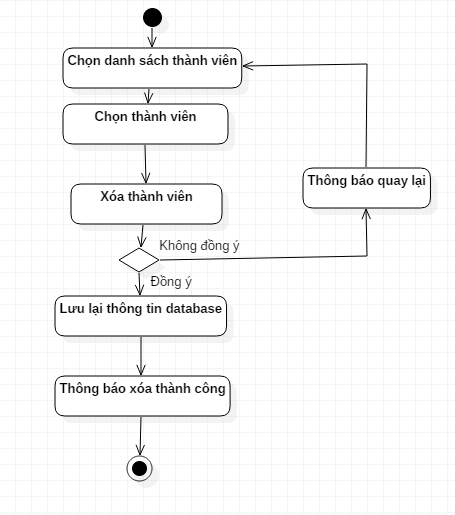 Chọn danh sách thành viên
Chọn thành viên
Thông báo quay lại
Xóa thành viên
Không đồng ý
Đồng ý
Lưu lại thông tin database
Thông báo xóa thành công